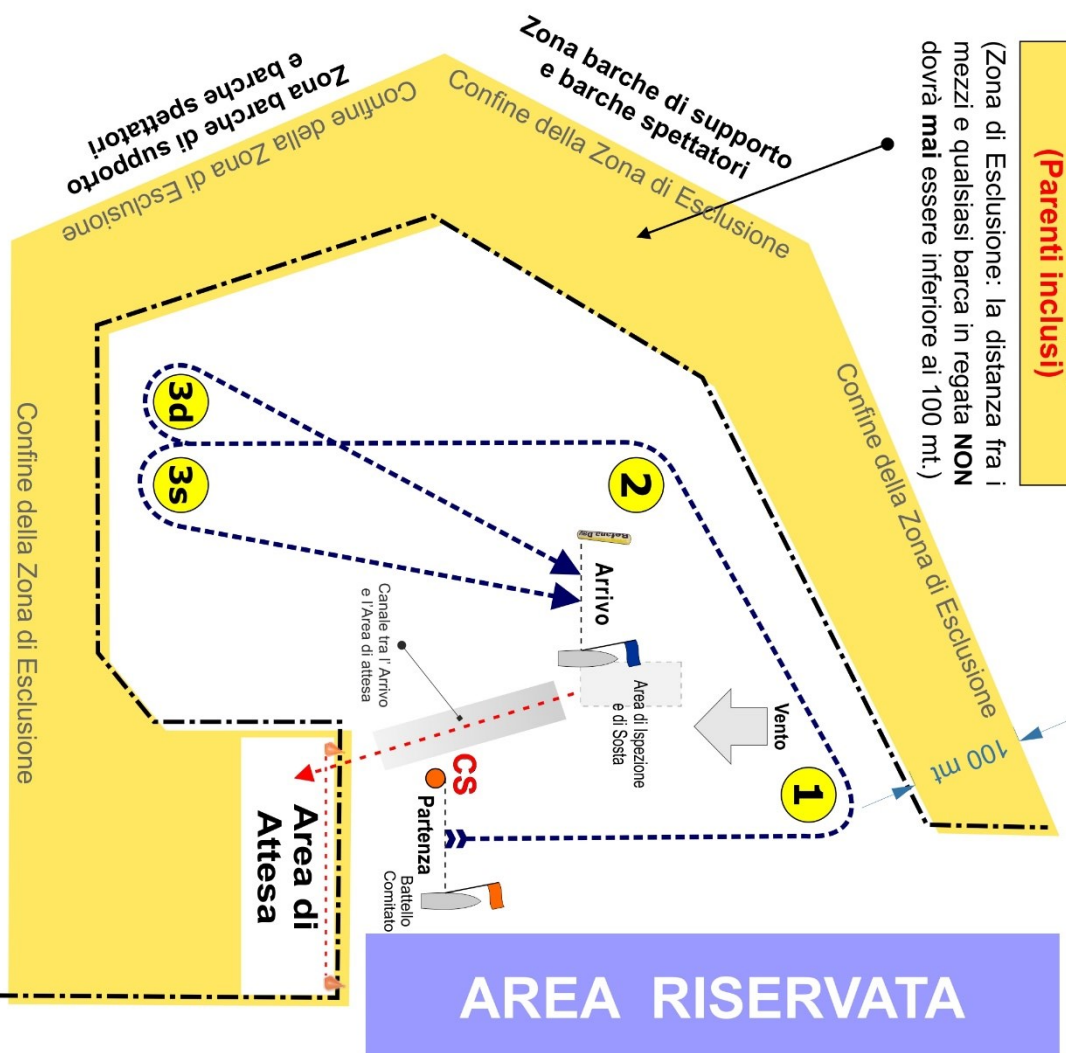 (Parenti inclusi)
(Zona di Esclusione: la distanza fra i
mezzi e qualsiasi barca in regata NON
dovrà mai essere inferiore ai 100 mt.)
Zona barche di supporto
e barche spettatori
Confine della Zona di Esclusione
Zona barche di supporto
e barche spettatori
Confine della Zona di Esclusione
Confine della Zona di Esclusione
100 mt
Confine della Zona di Esclusione
3d
3s
2
1
Arrivo
Area di Ispezione
e di Sosta
Vento
Canale tra l' Arrivo
e l'Area di attesa
CS
Partenza
Battello
Comitato
Area di
Attesa
AREA RISERVATA